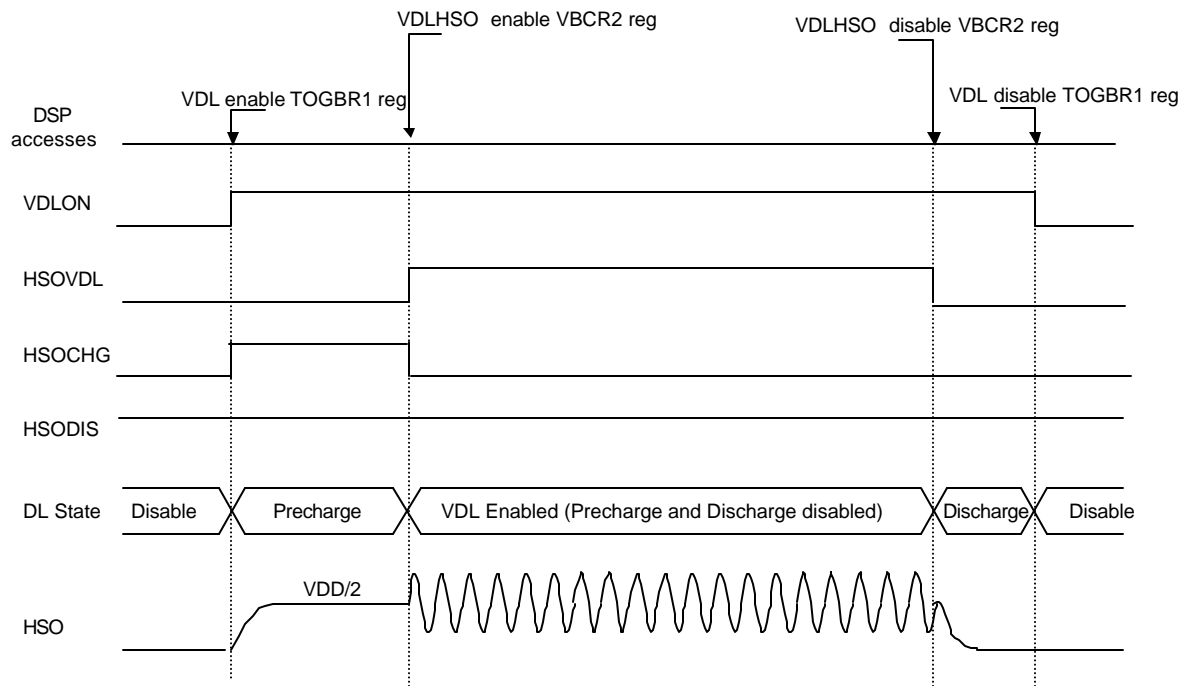 VDLHSO enable VBCR2 reg
VDLHSO disable VBCR2 reg
VDL enable TOGBR1 reg
VDL disable TOGBR1 reg
DSP
accesses
VDLON
HSOVDL
HSOCHG
HSODIS
DL State
Disable
Precharge
VDL Enabled (Precharge and Discharge disabled)
Discharge
Disable
VDD/2
HSO